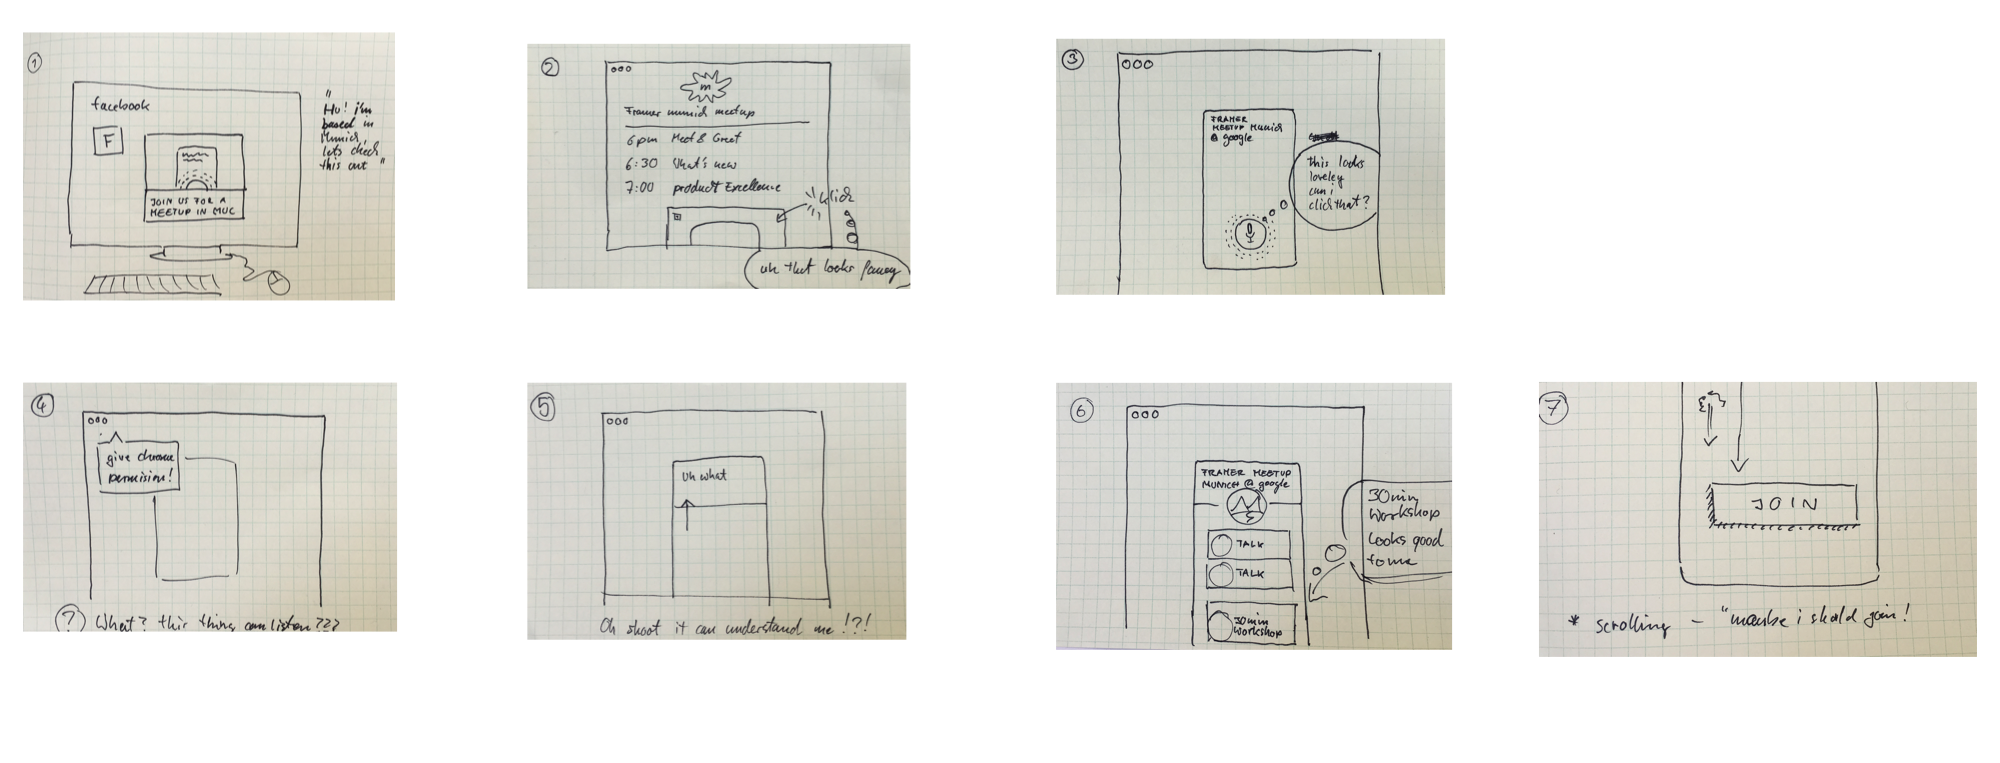 1
facebook
F
JOIN US FOR A
MEETUP IN MUC
"
Hu! i'm
based in
Munich,
lets check
this out "
2
m
Framer munich meetup
6pm Meet & Greet
6:30 What's new
7:00 product Excellence
click
uh that looks fancy
3
FRAMER
MEETUP Munich
@ google
this looks
loveley
can i
click that?
4
give chrome
permision!
? What? this thing can listen ???
5
Uh what
Oh shoot it can understand me !?!
6
FRAMER MEETUP
MUNICH @ google
TALK
TALK
30min
Workshop
30min
Workshop
Looks good
to me
7
JOIN
* scrolling – "maybe i shold join!